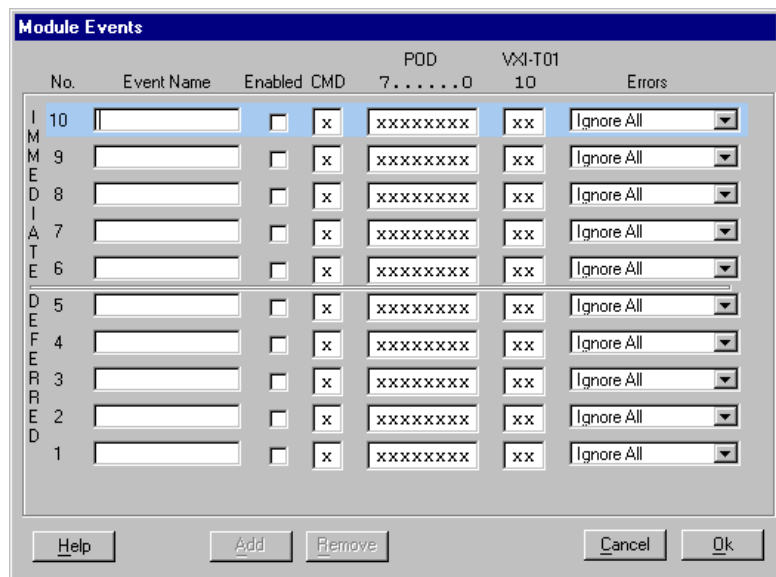 Module Events
POD VXI-T01
No. Event Name Enabled CMD 7......0 10 Errors
IMMEDIATE
10 x xxxxxxxx xx Ignore All
9 x xxxxxxxx xx Ignore All
8 x xxxxxxxx xx Ignore All
7 x xxxxxxxx xx Ignore All
6 x xxxxxxxx xx Ignore All
DEFERRED
5 x xxxxxxxx xx Ignore All
4 x xxxxxxxx xx Ignore All
3 x xxxxxxxx xx Ignore All
2 x xxxxxxxx xx Ignore All
1 x xxxxxxxx xx Ignore All
Help Add Remove Cancel Ok